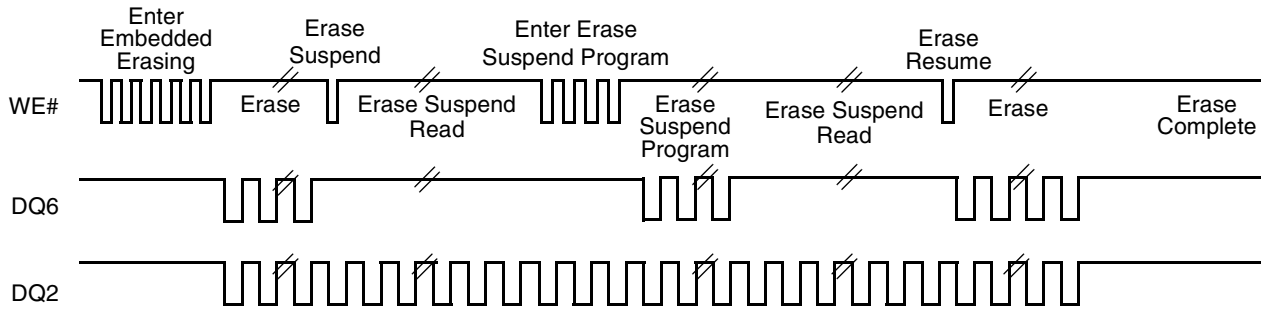 Enter
Embedded
Erasing
Erase
Suspend
Enter Erase
Suspend Program
Erase
Resume
WE#
Erase
Erase Suspend
Read
Erase
Suspend
Program
Erase Suspend
Read
Erase
Erase
Complete
DQ6
DQ2